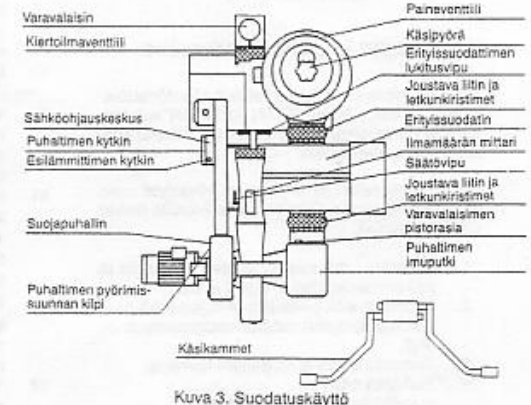 Varavalaisin
Kiertoilmaventtiili
Sähköohjauskeskus
Puhaltimen kytkin
Esilämmittimen kytkin
Suojapuhallin
Puhaltimen pyörimis-
suunnan kilpi
Käsikammet
Paineventtiili
Käsipyörä
Erityissuodattimen
lukitusvipu
Joustava liitin ja
letkunkiristimet
Erityissuodatin
Ilmamäärän mittari
Säätövipu
Joustava liitin ja
letkunkiristimet
Varavalaisimen
pistorasia
Puhaltimen
imuputki
Kuva 3. Suodatuskäyttö